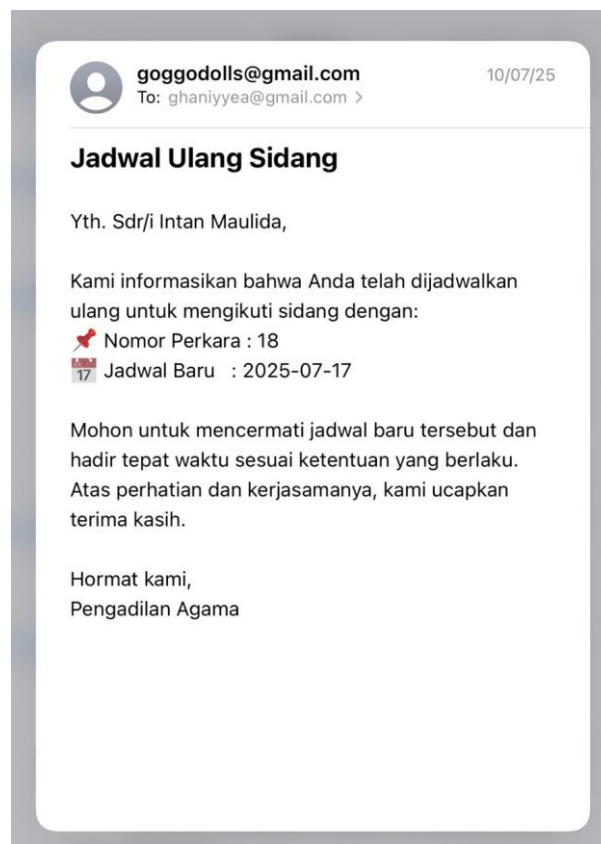 goggodolls@gmail.com
10/07/25
To: ghaniyyea@gmail.com >
Jadwal Ulang Sidang
Yth. Sdr/i Intan Maulida,
Kami informasikan bahwa Anda telah dijadwalkan
ulang untuk mengikuti sidang dengan:
📌 Nomor Perkara : 18
📅 Jadwal Baru : 2025-07-17
Mohon untuk mencermati jadwal baru tersebut dan
hadir tepat waktu sesuai ketentuan yang berlaku.
Atas perhatian dan kerjasamanya, kami ucapkan
terima kasih.
Hormat kami,
Pengadilan Agama